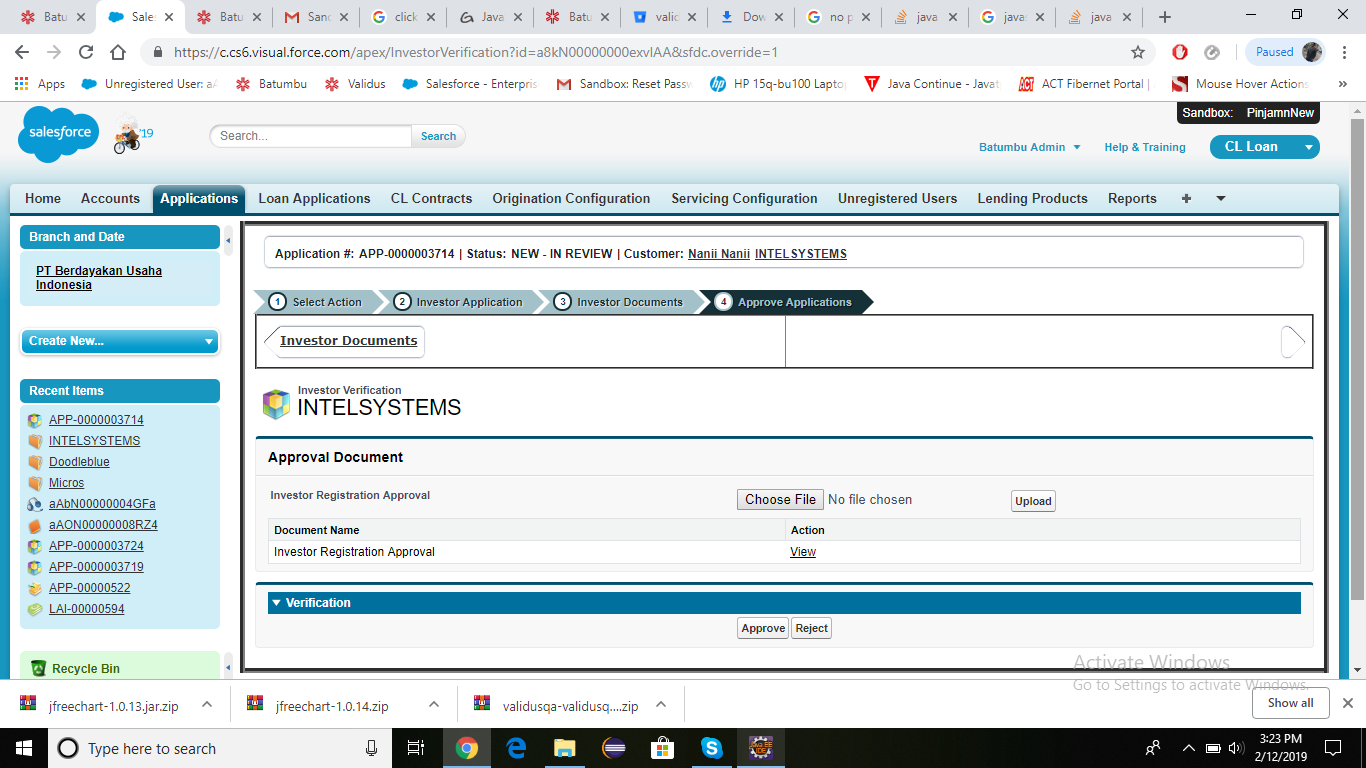 Batu
Sales
Batu
Batu
Sanc
click
Java
Batu
valid
Dow
no p
java
java
java
https://c.cs6.visual.force.com/apex/InvestorVerification?id=a8kN00000000exvIAA&sfdc.override=1
Paused
Apps
Unregistered User: aA
Batumbu
Validus
Salesforce - Enterpris
Sandbox: Reset Passw
HP 15q-bu100 Lapto
Java Continue - Javat
ACT Fibernet Portal |
Mouse Hover Actions
»
salesforce
'19
Search...
Search
Sandbox: PinjamnNew
Batumbu Admin
Help & Training
CL Loan
Home
Accounts
Applications
Loan Applications
CL Contracts
Origination Configuration
Servicing Configuration
Unregistered Users
Lending Products
Reports
+
Branch and Date
PT Berdayakan Usaha
Indonesia
Create New...
Recent Items
APP-0000003714
INTELSYSTEMS
Doodleblue
Micros
aAbN00000004GFa
aAON00000008RZ4
APP-0000003724
APP-0000003719
APP-00000522
LAI-00000594
Recycle Bin
Application #: APP-0000003714 | Status: NEW - IN REVIEW | Customer: Nanii Nanii INTELSYSTEMS
1 Select Action
2 Investor Application
3 Investor Documents
4 Approve Applications
Investor Documents
Investor Verification
INTELSYSTEMS
Approval Document
Investor Registration Approval
Choose File No file chosen
Upload
Document Name
Action
Investor Registration Approval
View
Verification
Approve
Reject
Activate Windows
Go to Settings to activate Windows.
jfreechart-1.0.13.jar.zip
jfreechart-1.0.14.zip
validusqa-validusq....zip
Show all
Type here to search
3:23 PM
2/12/2019